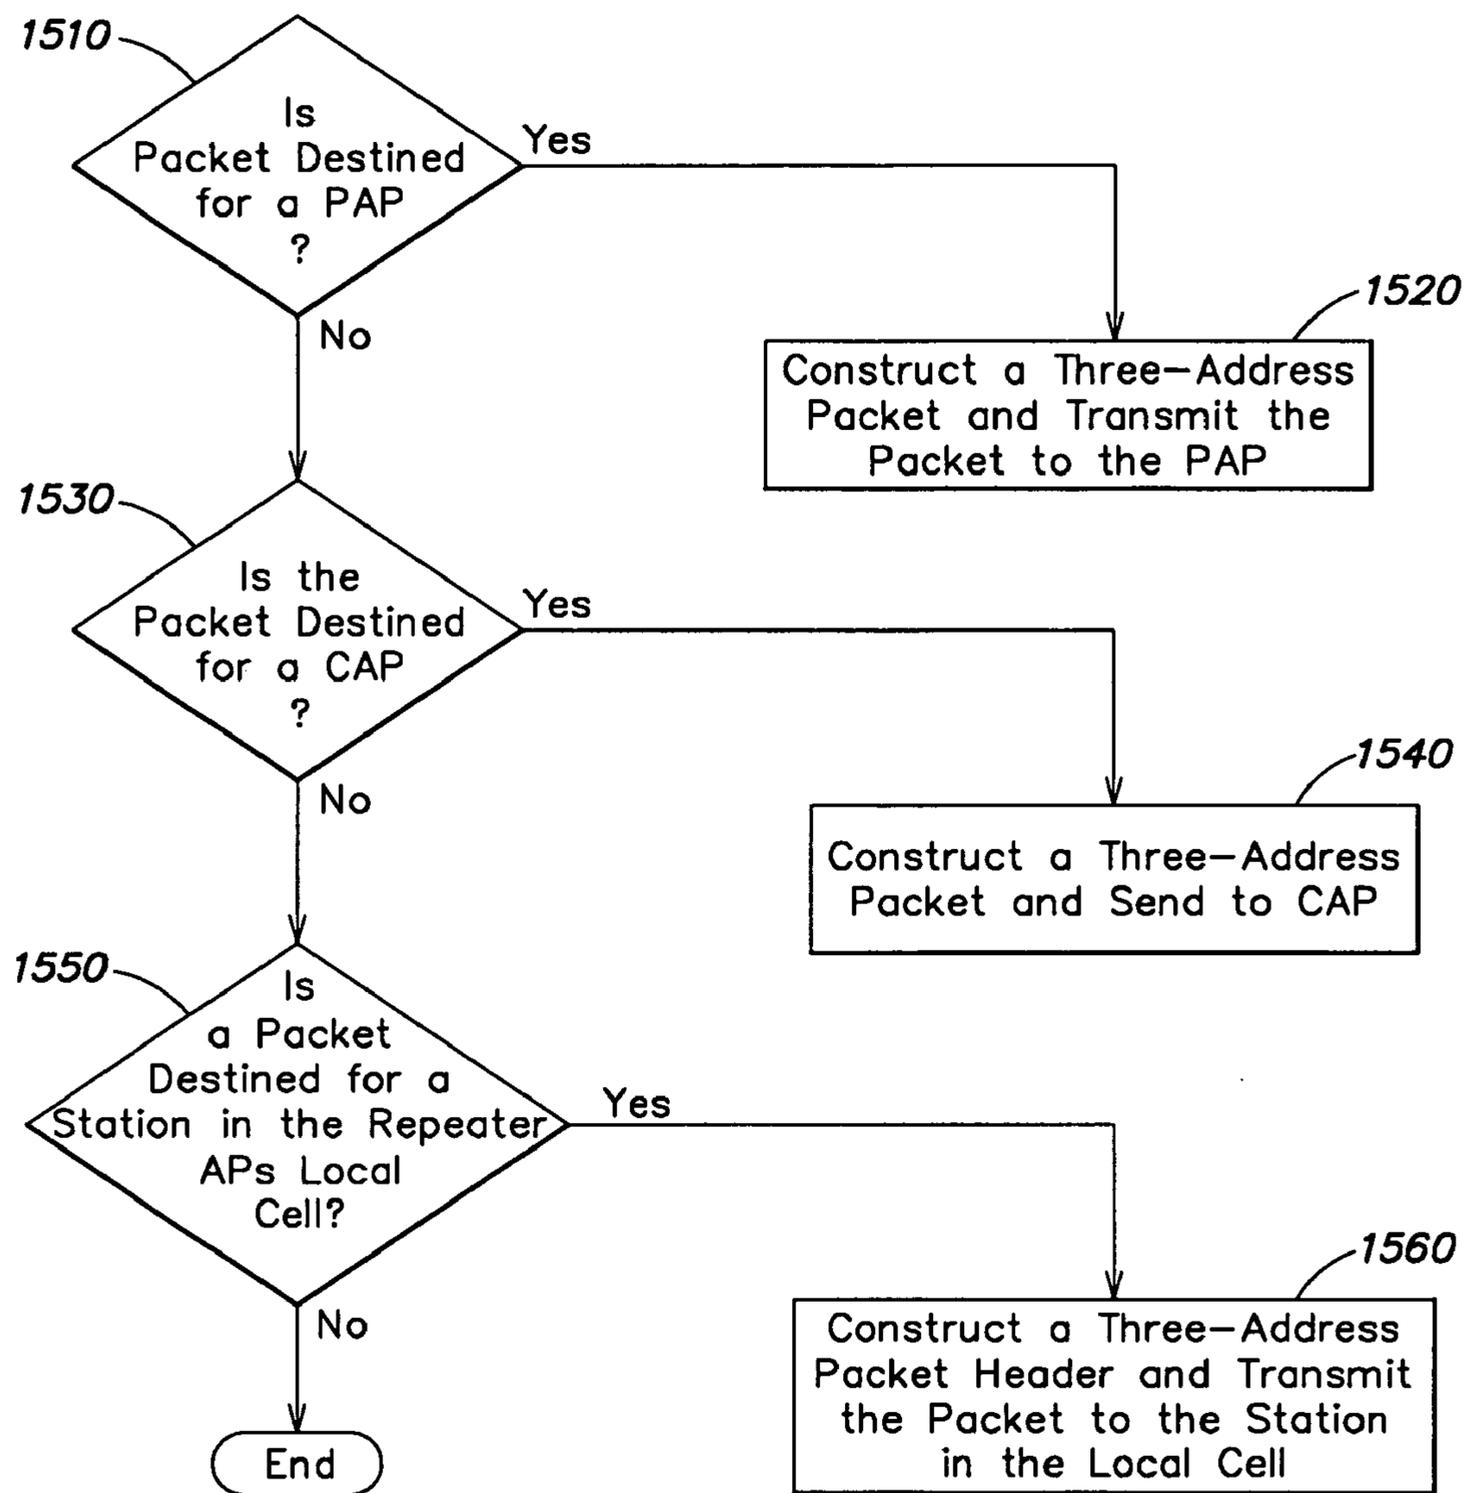 1510
Is
Packet Destined
for a PAP
?
Yes
No
1520
Construct a Three-Address
Packet and Transmit the
Packet to the PAP
1530
Is the
Packet Destined
for a CAP
?
Yes
No
1540
Construct a Three-Address
Packet and Send to CAP
1550
Is
a Packet
Destined for a
Station in the Repeater
APs Local
Cell?
Yes
No
1560
Construct a Three-Address
Packet Header and Transmit
the Packet to the Station
in the Local Cell
End